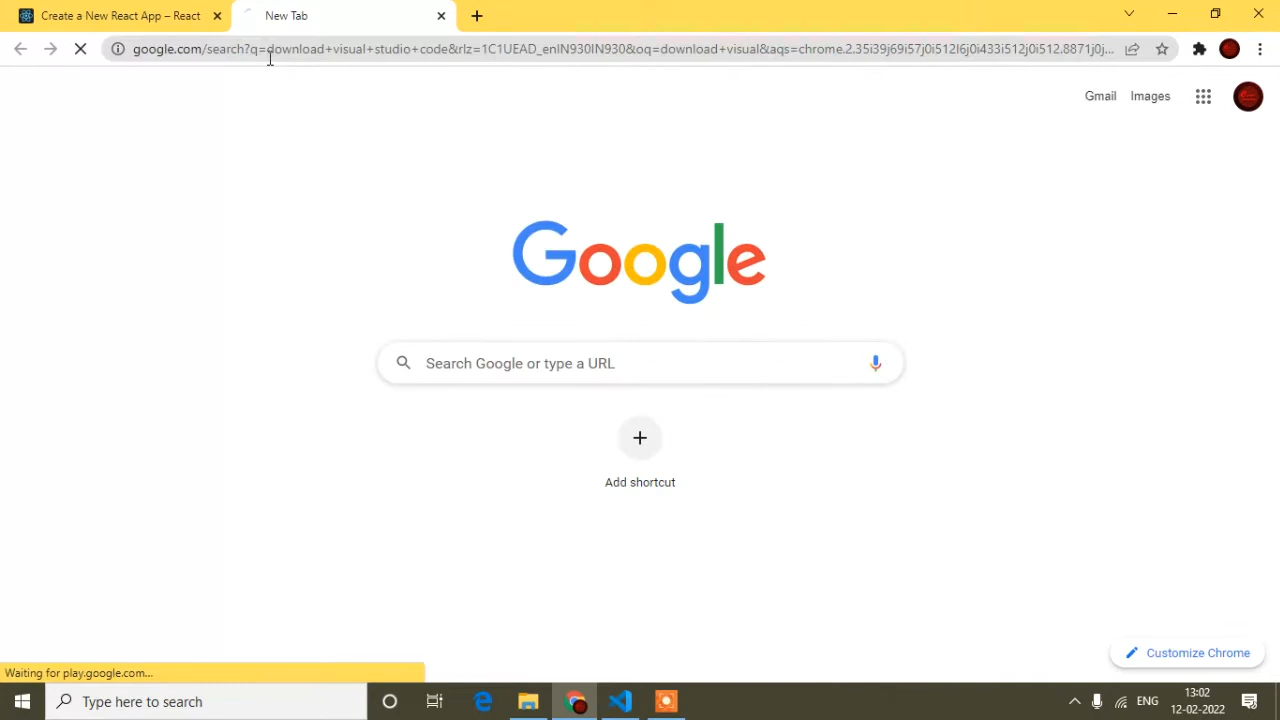 Create a New React App – React
New Tab
google.com/search?q=download+visual+studio+code&rlz=1C1UEAD_enIN930IN930&oq=download+visual&aqs=chrome.2.35i39j69i57j0i512l6j0i433i512j0i512.8871j0j...
Gmail Images
Google
Search Google or type a URL
Add shortcut
Customize Chrome
Waiting for play.google.com...
Type here to search
ENG
13:02
12-02-2022